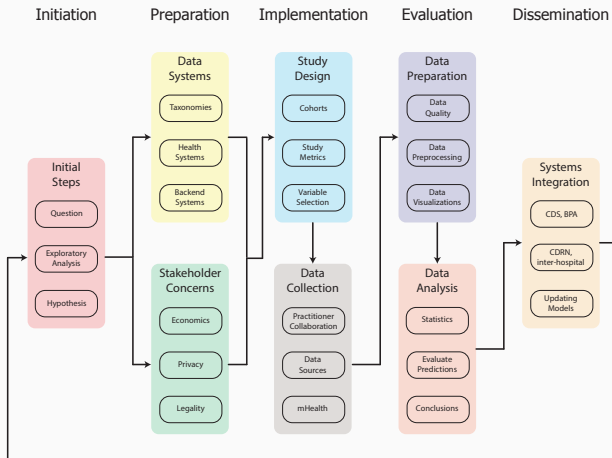 Initiation
Preparation
Implementation
Evaluation
Dissemination
Initial
Steps
Question
Exploratory
Analysis
Hypothesis
Data
Systems
Taxonomies
Health
Systems
Backend
Systems
Stakeholder
Concerns
Economics
Privacy
Legality
Study
Design
Cohorts
Study
Metrics
Variable
Selection
Data
Collection
Practitioner
Collaboration
Data
Sources
mHealth
Data
Preparation
Data
Quality
Data
Preprocessing
Data
Visualizations
Data
Analysis
Statistics
Evaluate
Predictions
Conclusions
Systems
Integration
CDS, BPA
CDRN,
inter-hospital
Updating
Models